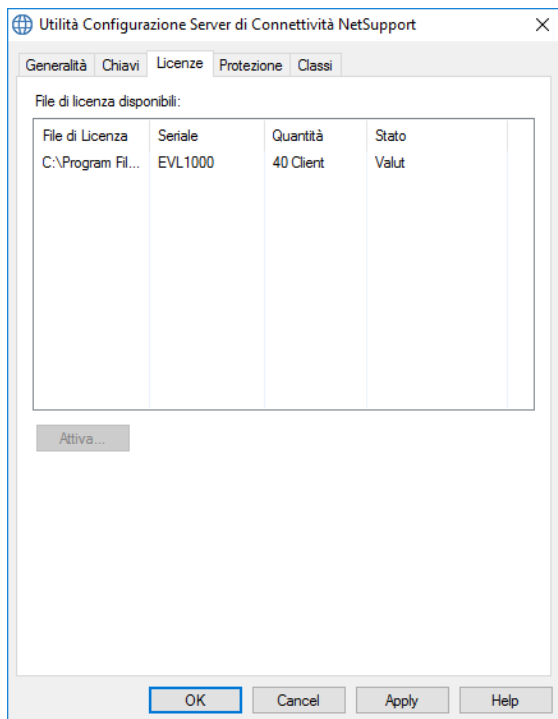 Utilità Configurazione Server di Connettività NetSupport
Generalità Chiavi Licenze Protezione Classi
File di licenza disponibili:
File di Licenza Seriale Quantità Stato
C:\Program Fil... EVL1000 40 Client Valut
Attiva...
OK Cancel Apply Help